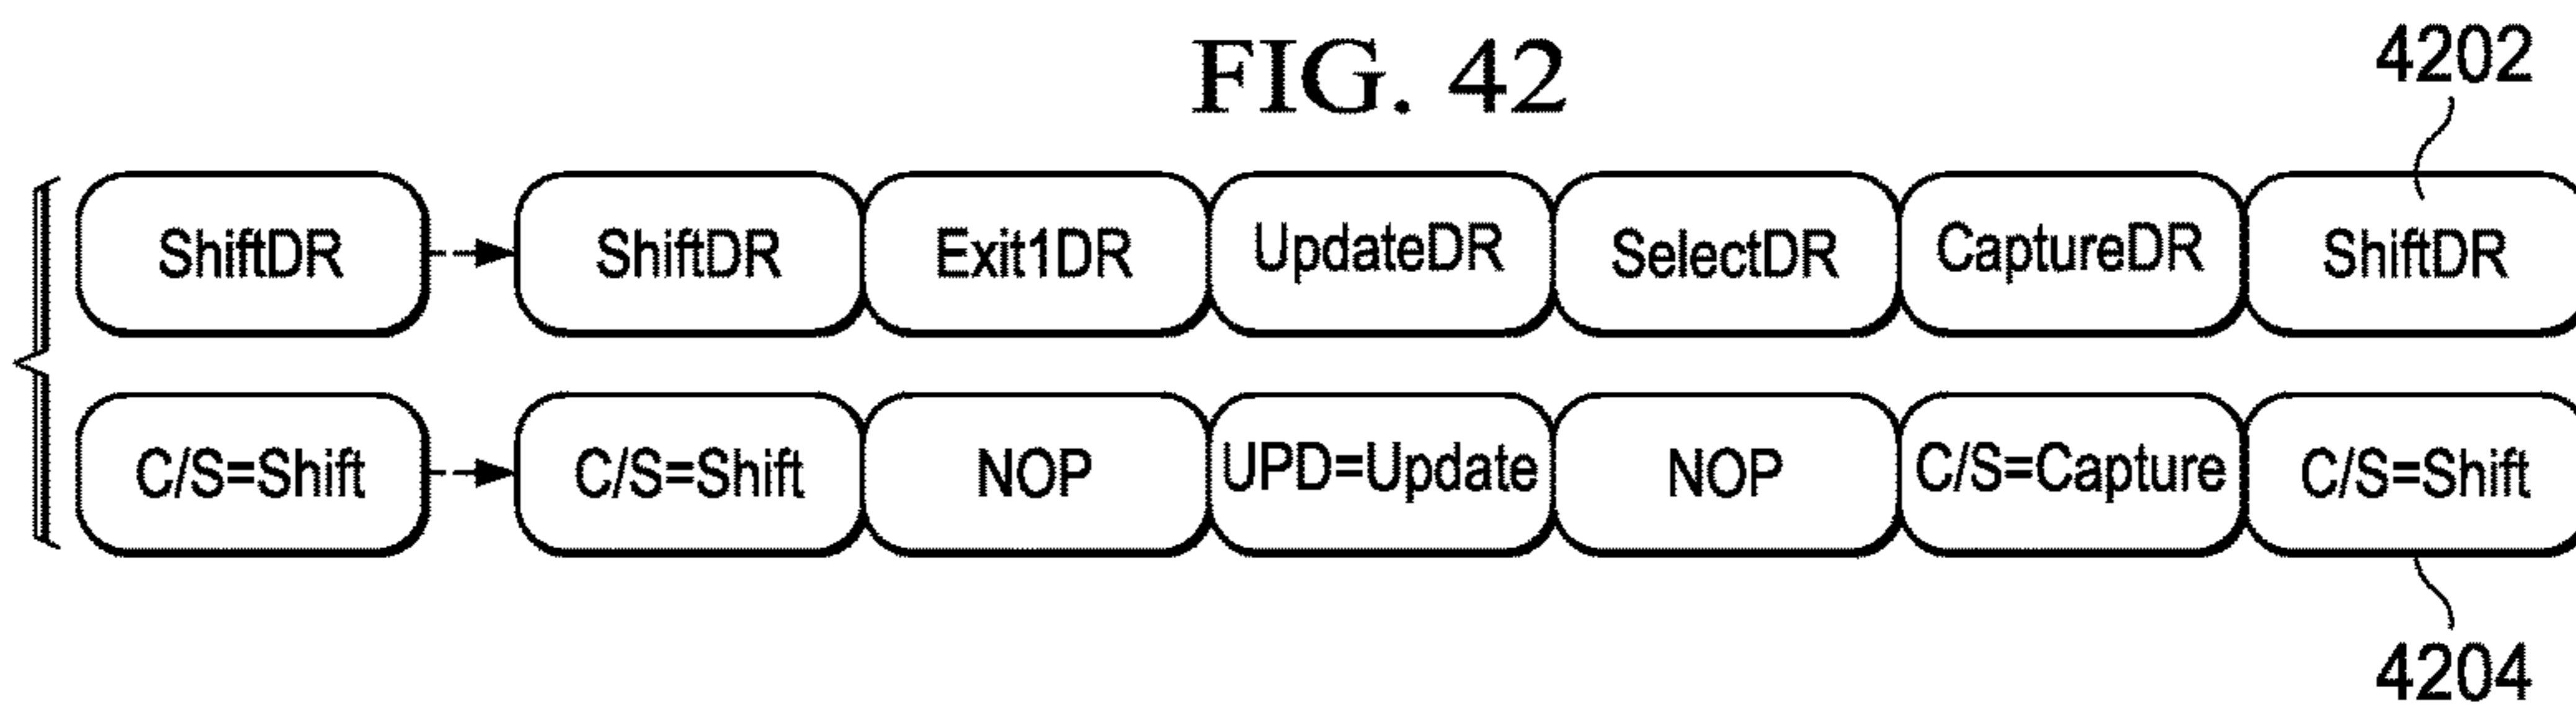 FIG. 42
4202
ShiftDR ShiftDR Exit1DR UpdateDR SelectDR CaptureDR ShiftDR
C/S=Shift C/S=Shift NOP UPD=Update NOP C/S=Capture C/S=Shift
4204